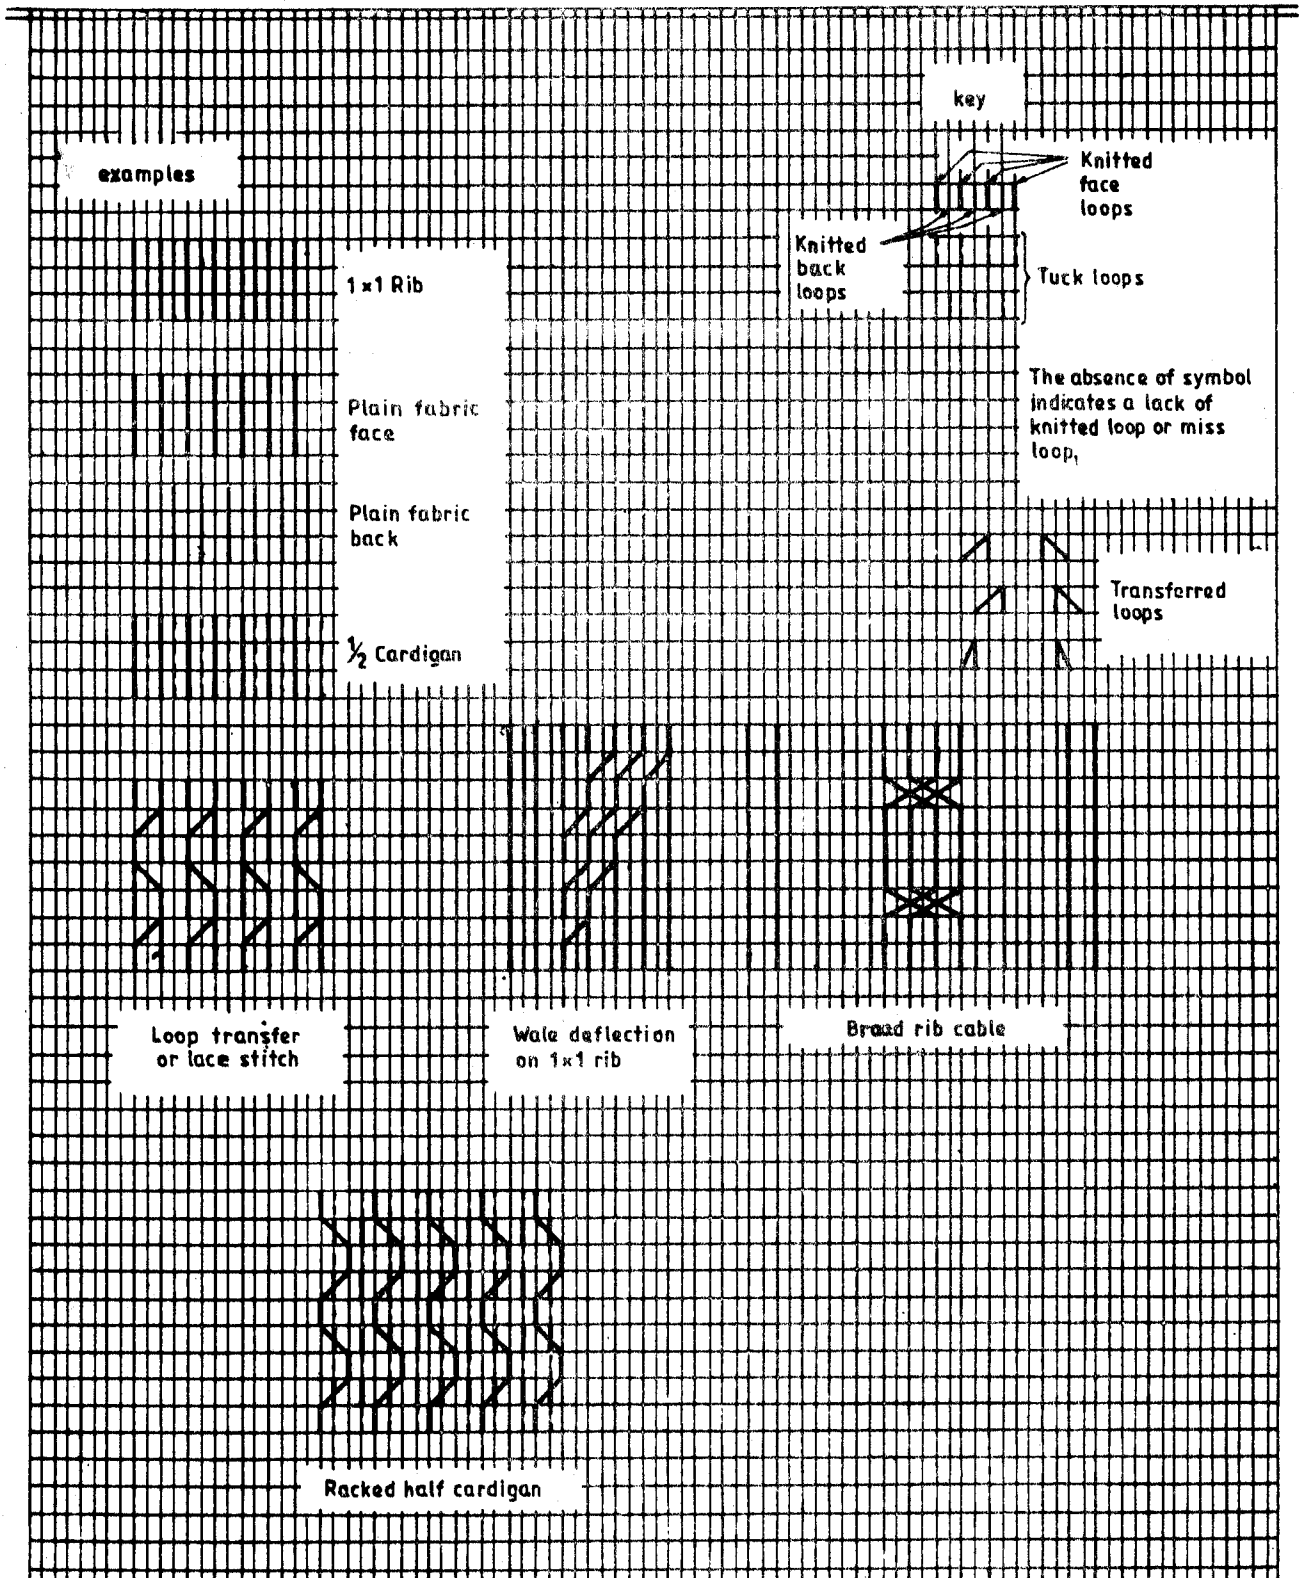 key
examples
Knitted
face
loops
Knitted
back
loops
Tuck loops
1×1 Rib
The absence of symbol
indicates a lack of
knitted loop or miss
loop,
Plain fabric
face
Plain fabric
back
Transferred
loops
½ Cardigan
Loop transfer
or lace stitch
Wale deflection
on 1×1 rib
Broad rib cable
Racked half cardigan